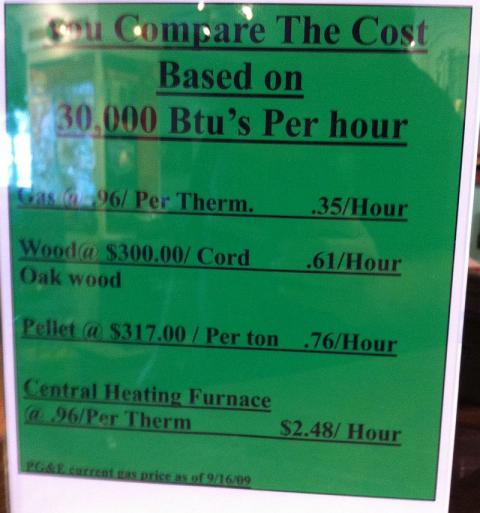 You Compare The Cost
Based on
30,000 Btu's Per hour
Gas @ .96/ Per Therm. .35/Hour
Wood@ $300.00/ Cord .61/Hour
Oak wood
Pellet @ $317.00 / Per ton .76/Hour
Central Heating Furnace
@ .96/Per Therm $2.48/ Hour
PG&E current gas price as of 9/16/09